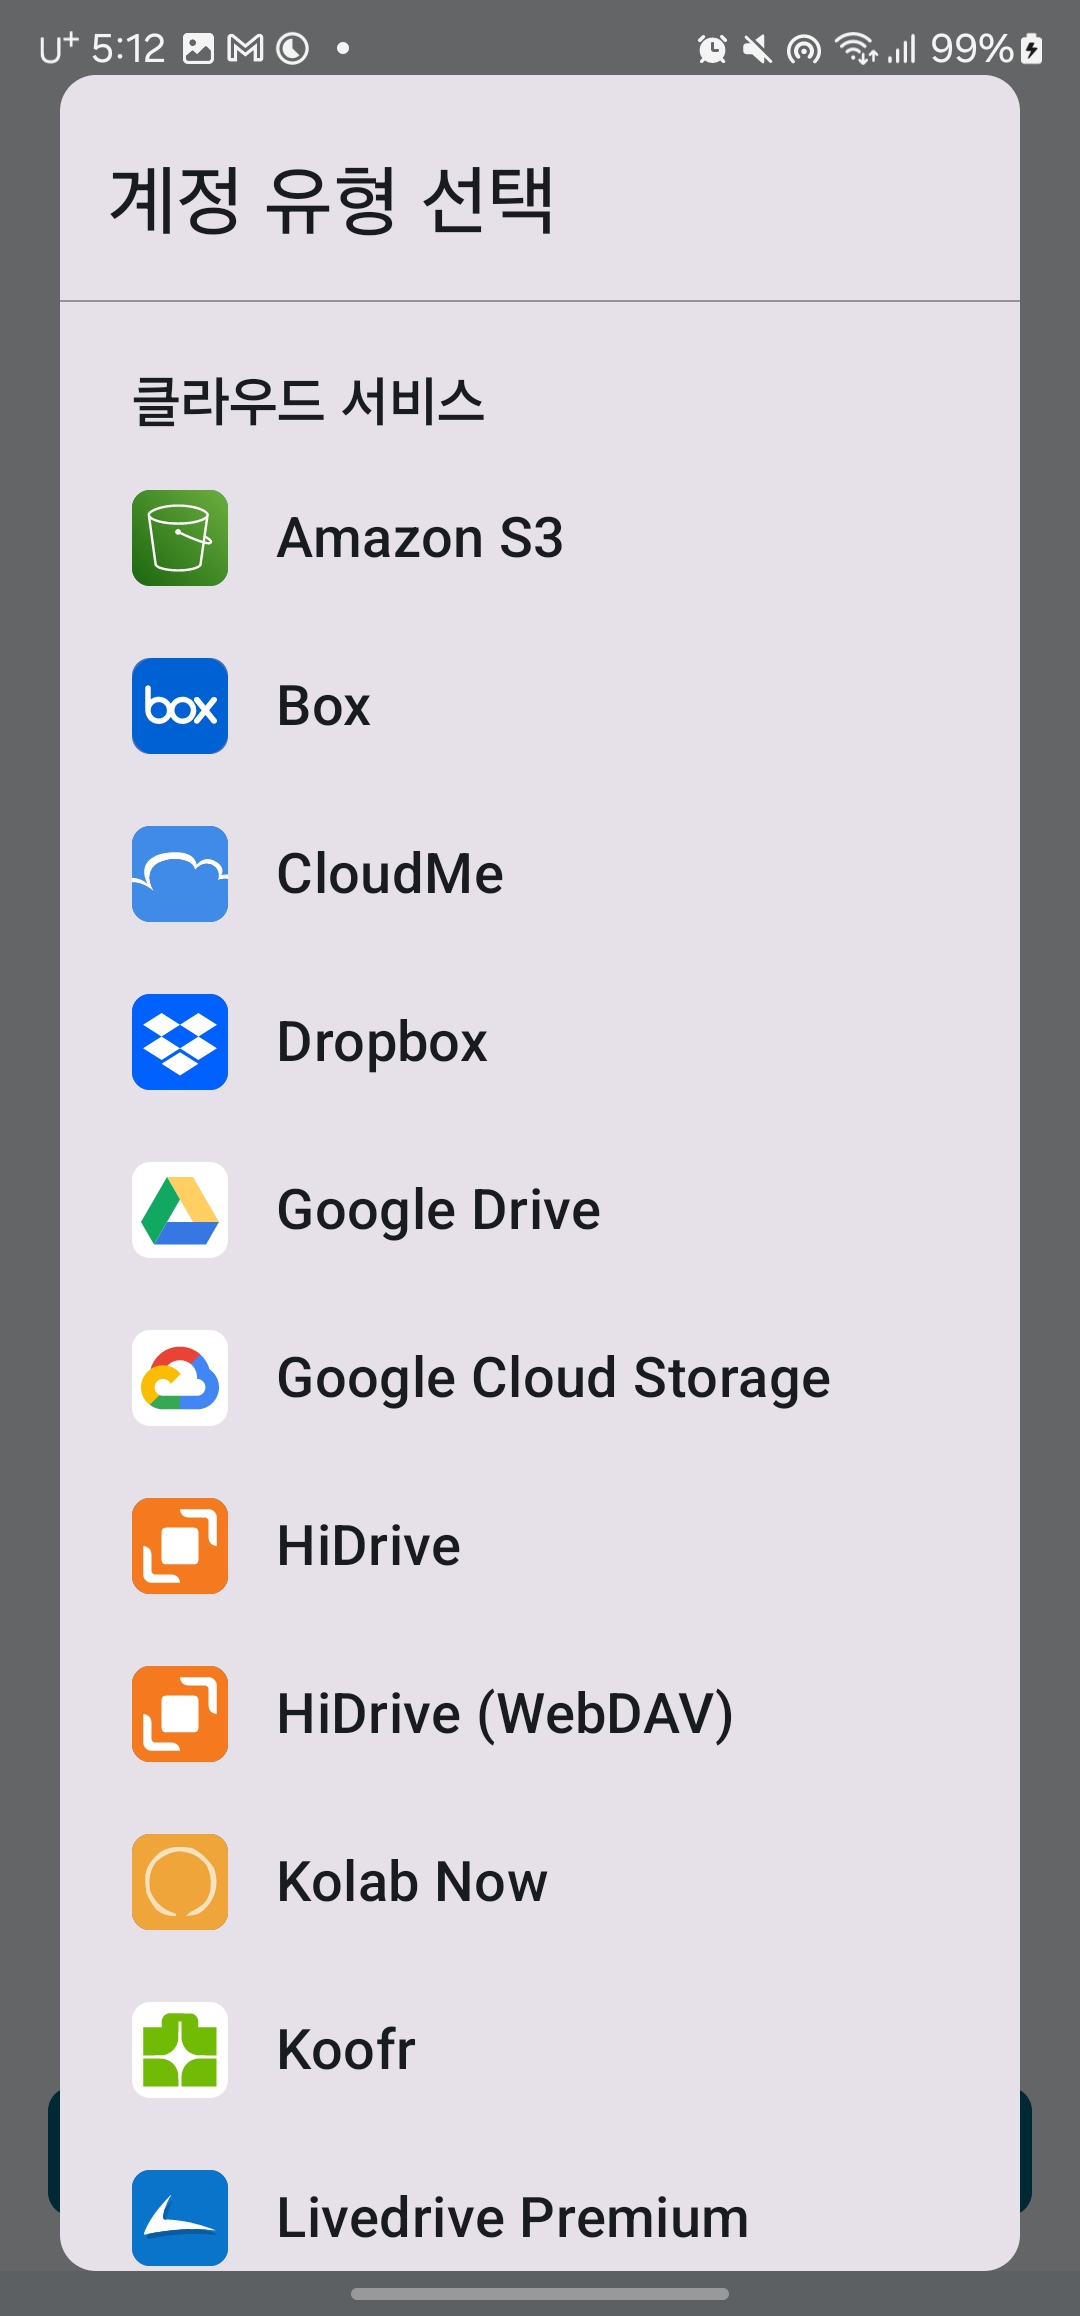 U+ 5:12 99%
계정 유형 선택
클라우드 서비스
Amazon S3
box Box
CloudMe
Dropbox
Google Drive
Google Cloud Storage
HiDrive
HiDrive (WebDAV)
Kolab Now
Koofr
Livedrive Premium